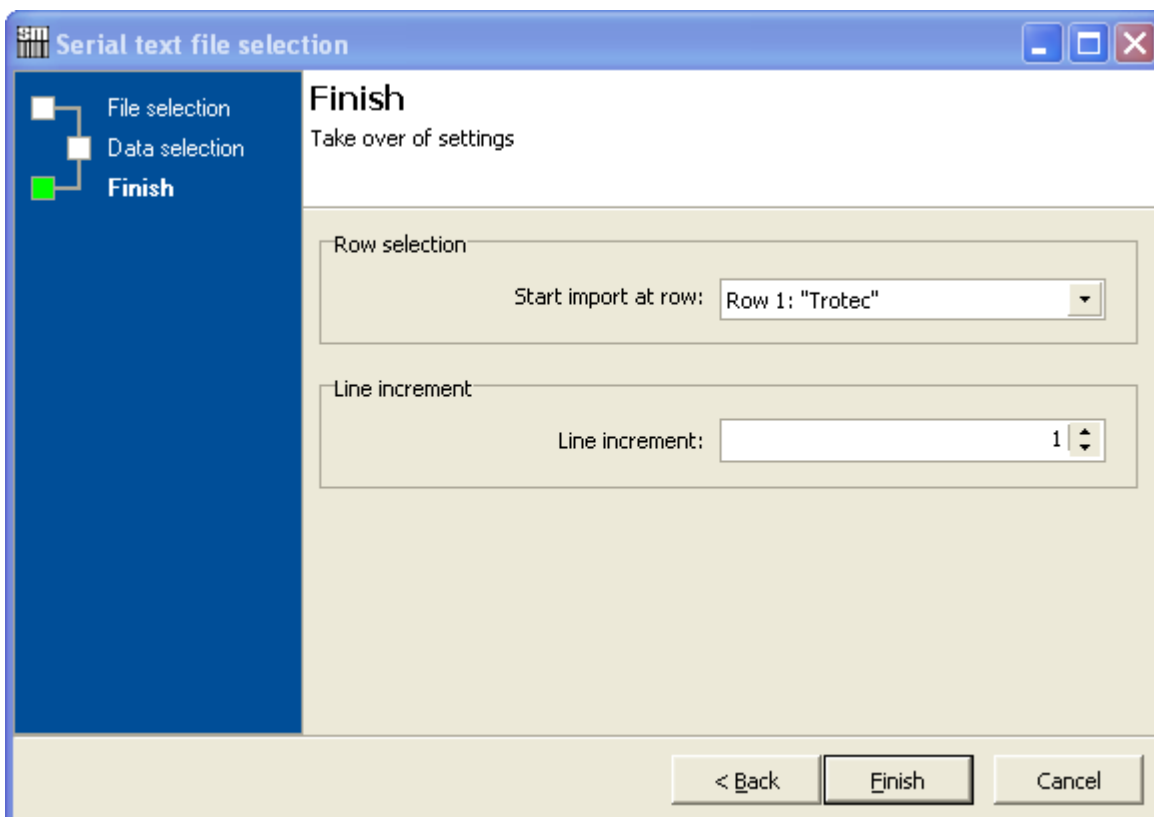 sm
Serial text file selection
File selection
Data selection
Finish
Finish
Take over of settings
Row selection
Start import at row: Row 1: "Trotec"
Line increment
Line increment: 1
< Back Finish Cancel